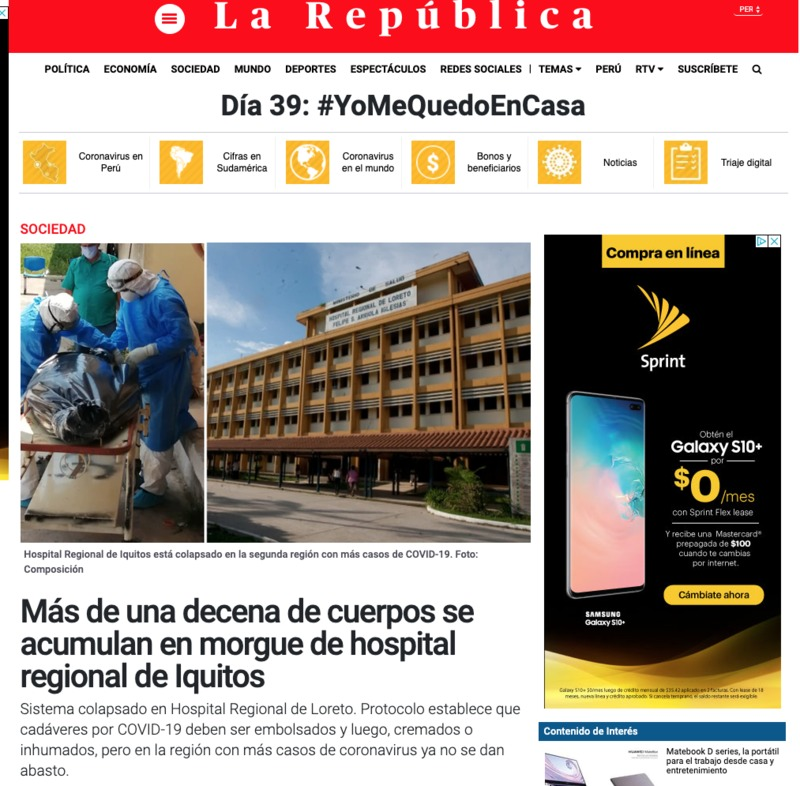 La República
PER
POLÍTICA ECONOMÍA SOCIEDAD MUNDO DEPORTES ESPECTÁCULOS REDES SOCIALES | TEMAS PERÚ RTV SUSCRÍBETE
Día 39: #YoMeQuedoEnCasa
Coronavirus en
Perú
Cifras en
Sudamérica
Coronavirus
en el mundo
Bonos y
beneficiarios
Noticias
Triaje digital
SOCIEDAD
MINISTERIO DE SALUD
HOSPITAL REGIONAL DE LORETO
FELIPE S. ARRIOLA IGLESIAS
Hospital Regional de Iquitos está colapsado en la segunda región con más casos de COVID-19. Foto:
Composición
Más de una decena de cuerpos se
acumulan en morgue de hospital
regional de Iquitos
Sistema colapsado en Hospital Regional de Loreto. Protocolo establece que
cadáveres por COVID-19 deben ser embolsados y luego, cremados o
inhumados, pero en la región con más casos de coronavirus ya no se dan
abasto.
Compra en línea
Sprint
Obtén el
Galaxy S10+
por
$0/mes
con Sprint Flex lease
Y recibe una Mastercard®
prepagada de $100
cuando te cambias
por internet.
Cámbiate ahora
SAMSUNG
Galaxy S10+
Contenido de Interés
Matebook D series, la portátil
para el trabajo desde casa y
entretenimiento